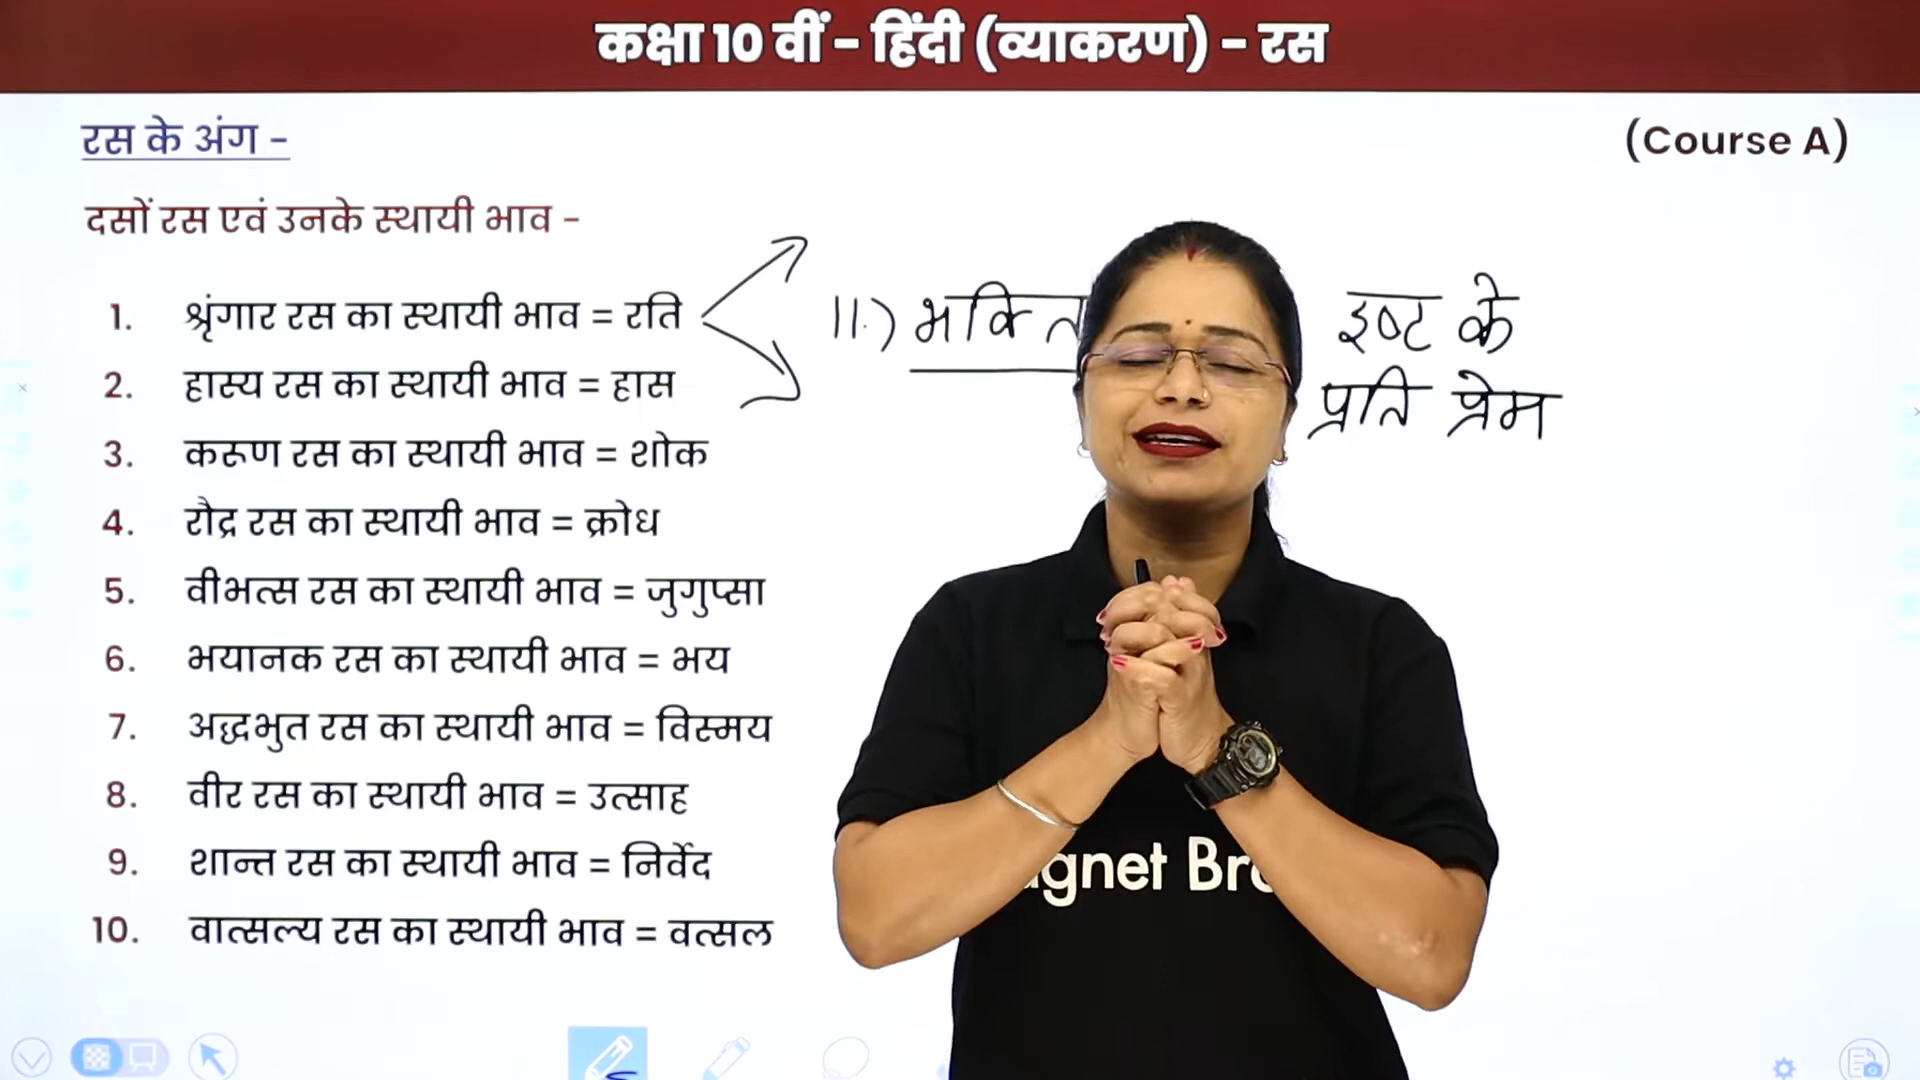 कक्षा 10 वीं - हिंदी (व्याकरण) - रस
रस के अंग -
(Course A)
दसों रस एवं उनके स्थायी भाव -
1. श्रृंगार रस का स्थायी भाव = रति
2. हास्य रस का स्थायी भाव = हास
3. करूण रस का स्थायी भाव = शोक
4. रौद्र रस का स्थायी भाव = क्रोध
5. वीभत्स रस का स्थायी भाव = जुगुप्सा
6. भयानक रस का स्थायी भाव = भय
7. अद्धभुत रस का स्थायी भाव = विस्मय
8. वीर रस का स्थायी भाव = उत्साह
9. शान्त रस का स्थायी भाव = निर्वेद
10. वात्सल्य रस का स्थायी भाव = वत्सल
11.) भक्ति
इष्ट के
प्रति प्रेम
gnet Br